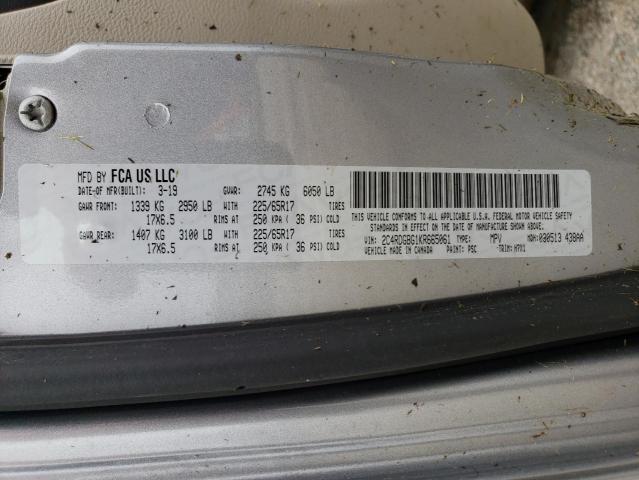 MFD BY FCA US LLC
DATE-OF MFR(BUILT): 3-19 GVWR: 2745 KG 6050 LB
GAWR FRONT: 1339 KG 2950 LB WITH 225/65R17 TIRES
17X6.5 RIMS AT 250 KPA ( 36 PSI) COLD
GAWR REAR: 1407 KG 3100 LB WITH 225/65R17 TIRES
17X6.5 RIMS AT 250 KPA ( 36 PSI) COLD
THIS VEHICLE CONFORMS TO ALL APPLICABLE U.S.A. FEDERAL MOTOR VEHICLE SAFETY
STANDARDS IN EFFECT ON THE DATE OF MANUFACTURE SHOWN ABOVE.
VIN: 2C4RDGBG1KR665061 TYPE: MPV MDH: 030513 438AA
VEHICLE MADE IN CANADA PAINT: PSC TRIM: